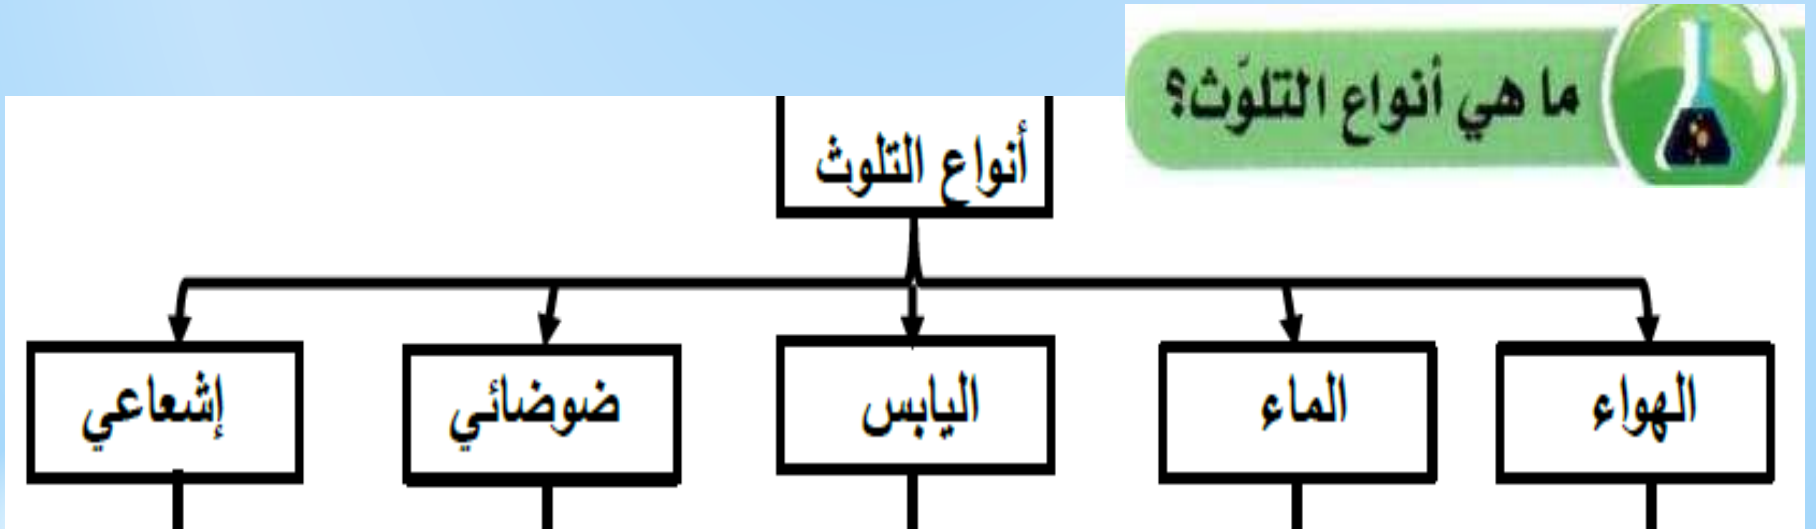 ما هي أنواع التلوّث؟
أنواع التلوث
الهواء
الماء
اليابس
ضوضائي
إشعاعي